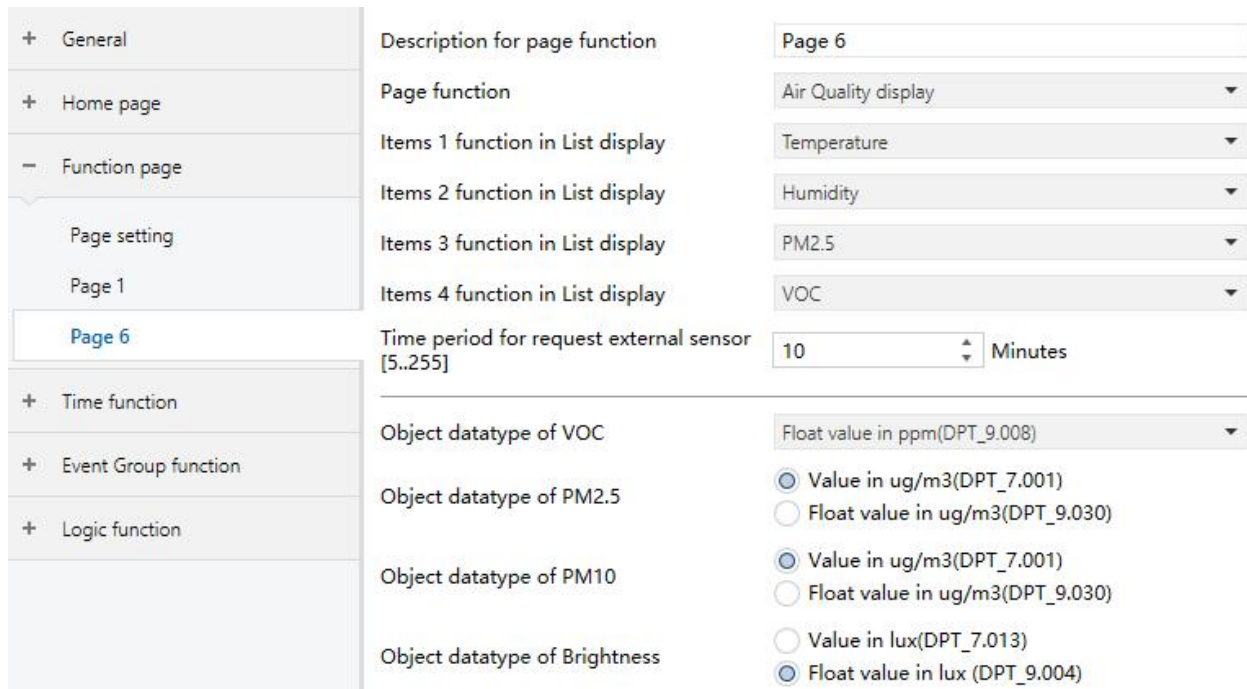 + General
+ Home page
− Function page
Page setting
Page 1
Page 6
+ Time function
+ Event Group function
+ Logic function
Description for page function Page 6
Page function Air Quality display
Items 1 function in List display Temperature
Items 2 function in List display Humidity
Items 3 function in List display PM2.5
Items 4 function in List display VOC
Time period for request external sensor
[5..255] 10 Minutes
Object datatype of VOC Float value in ppm(DPT_9.008)
Object datatype of PM2.5
Value in ug/m3(DPT_7.001)
Float value in ug/m3(DPT_9.030)
Object datatype of PM10
Value in ug/m3(DPT_7.001)
Float value in ug/m3(DPT_9.030)
Object datatype of Brightness
Value in lux(DPT_7.013)
Float value in lux (DPT_9.004)